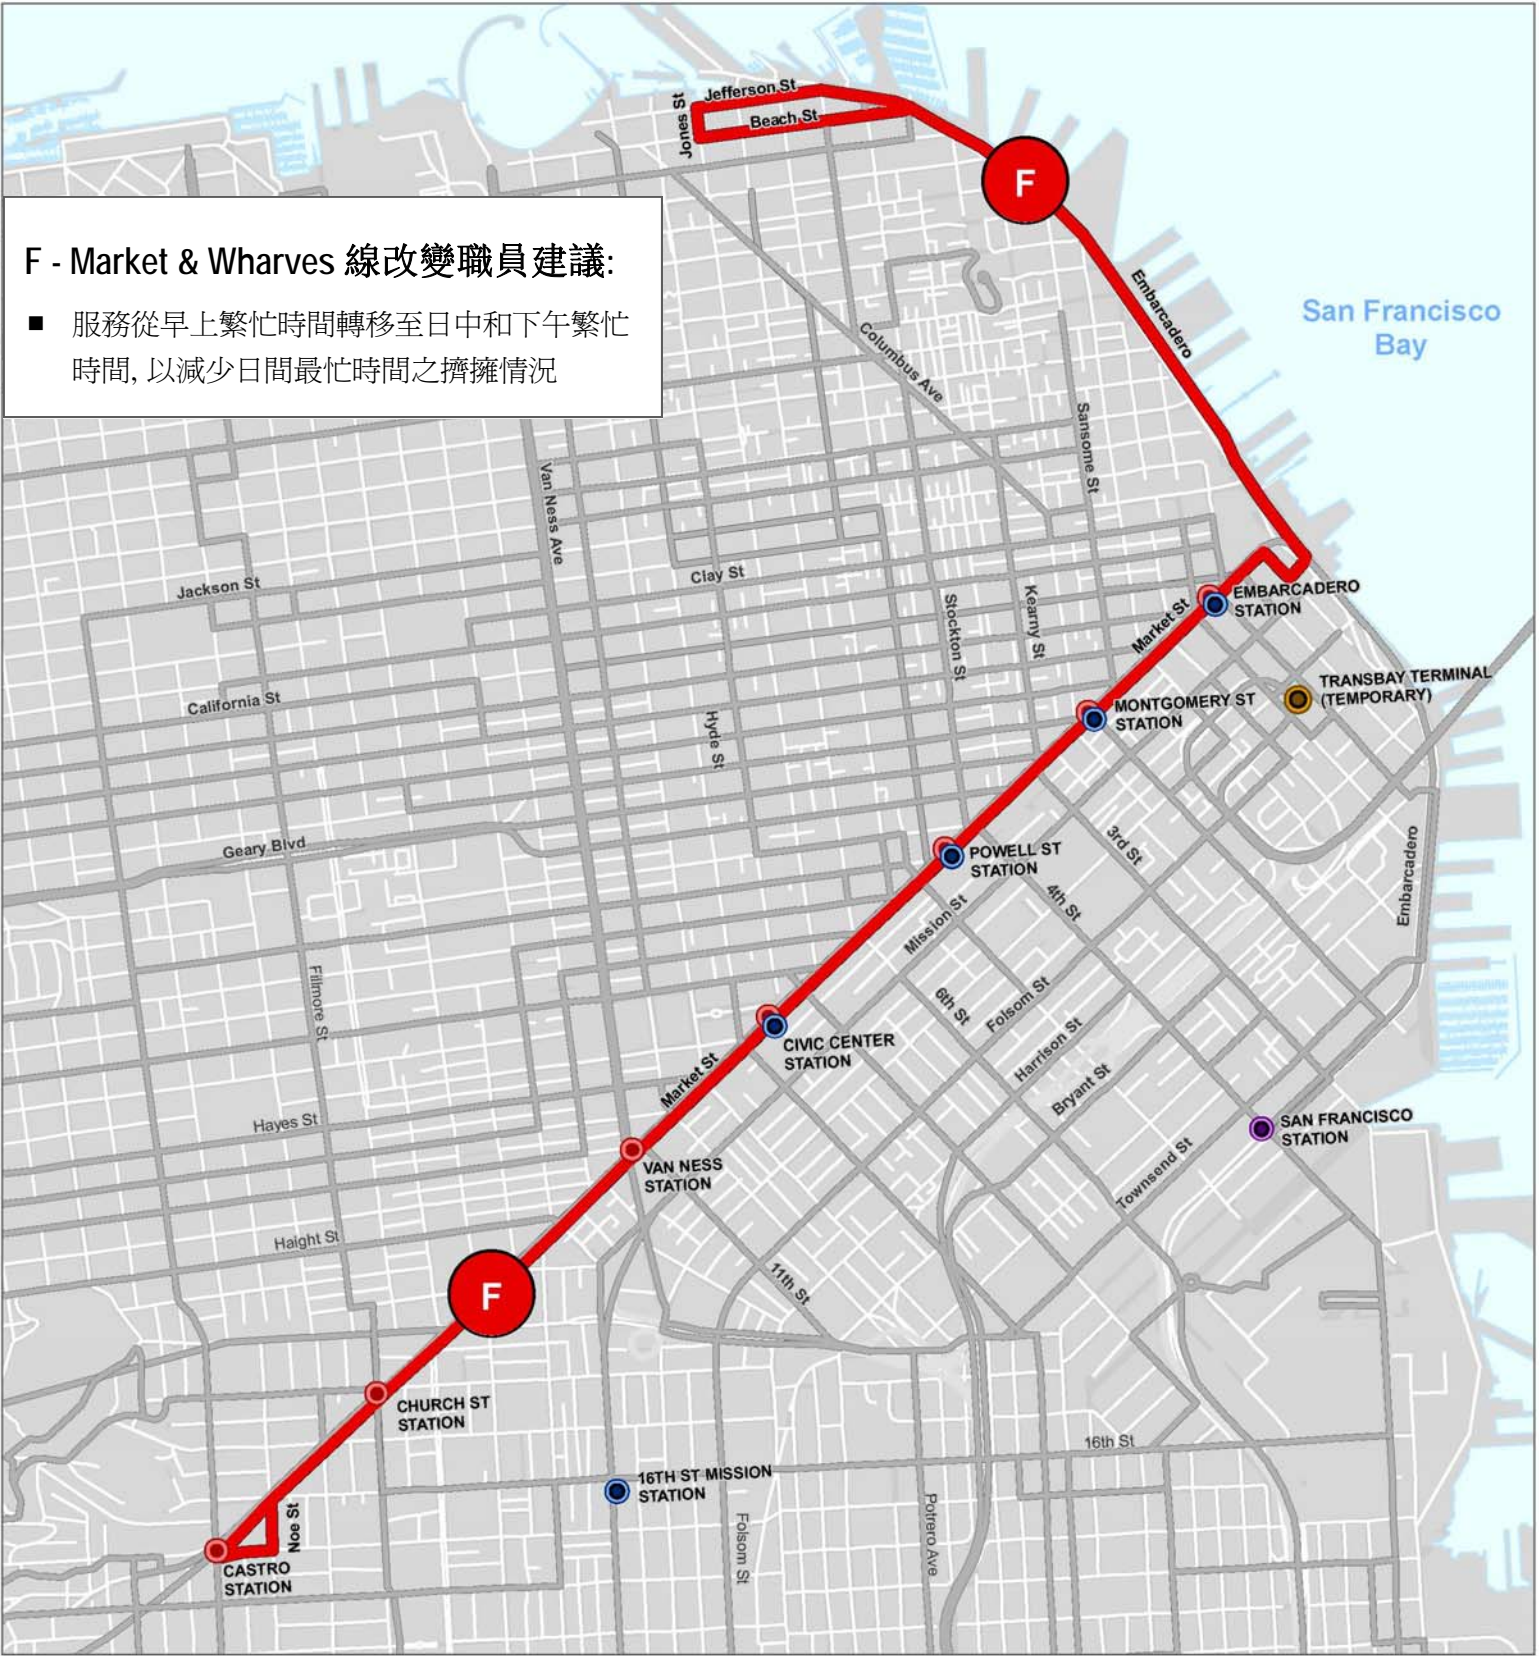 Jefferson St
Beach St
Jones St
F
F - Market & Wharves 線改變職員建議:
■ 服務從早上繁忙時間轉移至日中和下午繁忙
時間, 以減少日間最忙時間之擠擁情況
Embarcadero
San Francisco
Bay
Columbus Ave
Sansome St
Van Ness Ave
Jackson St
Clay St
Stockton St
Kearny St
Market St
EMBARCADERO
STATION
TRANSBAY TERMINAL
(TEMPORARY)
California St
Hyde St
MONTGOMERY ST
STATION
Geary Blvd
POWELL ST
STATION
3rd St
4th St
Embarcadero
Mission St
Fillmore St
6th St
Folsom St
Harrison St
Bryant St
CIVIC CENTER
STATION
Market St
Hayes St
SAN FRANCISCO
STATION
VAN NESS
STATION
Townsend St
Haight St
11th St
F
CHURCH ST
STATION
16th St
16TH ST MISSION
STATION
Noe St
Folsom St
Potrero Ave
CASTRO
STATION